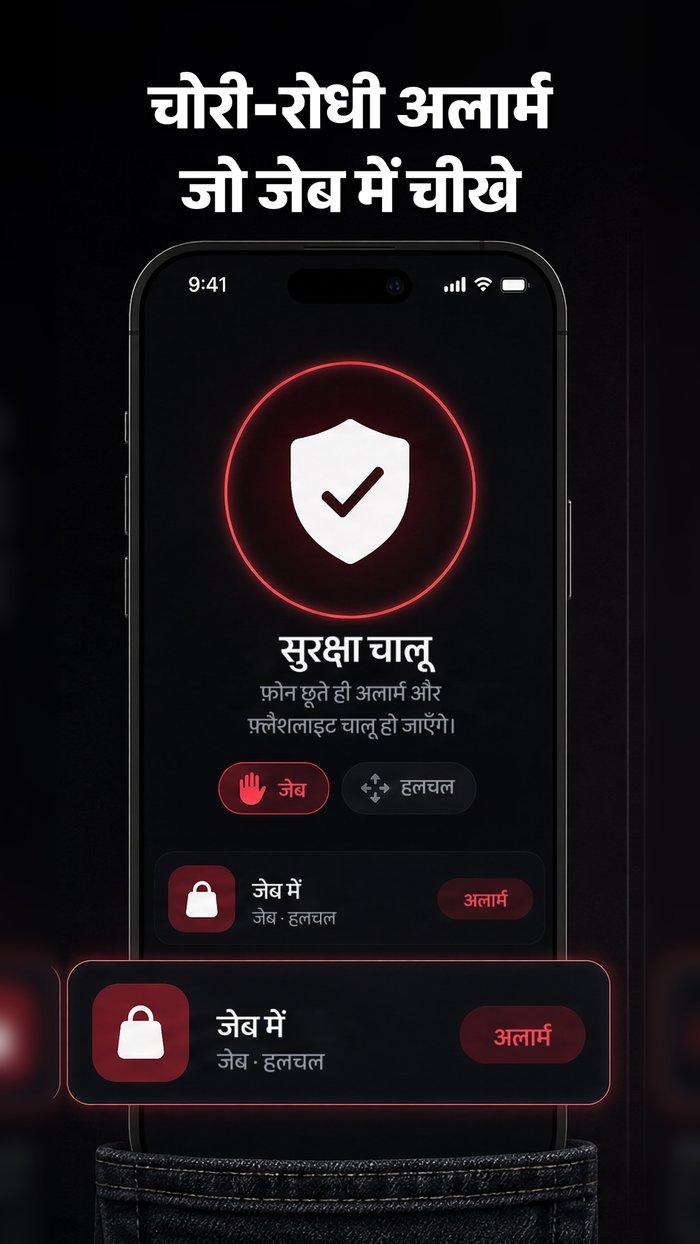 चोरी-रोधी अलार्म
जो जेब में चीखे
9:41
सुरक्षा चालू
फ़ोन छूते ही अलार्म और
फ़्लैशलाइट चालू हो जाएँगे।
जेब
हलचल
जेब में
जेब · हलचल
अलार्म
जेब में
जेब · हलचल
अलार्म